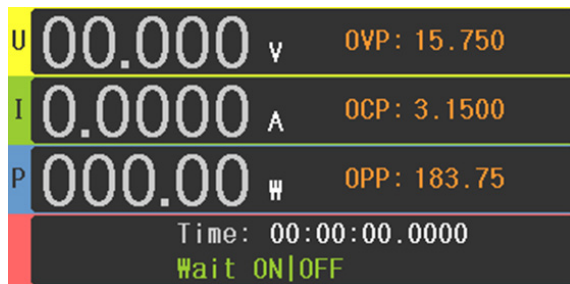 U 00.000 V OVP: 15.750
I 0.0000 A OCP: 3.1500
P 000.00 W OPP: 183.75
Time: 00:00:00.0000
Wait ON|OFF